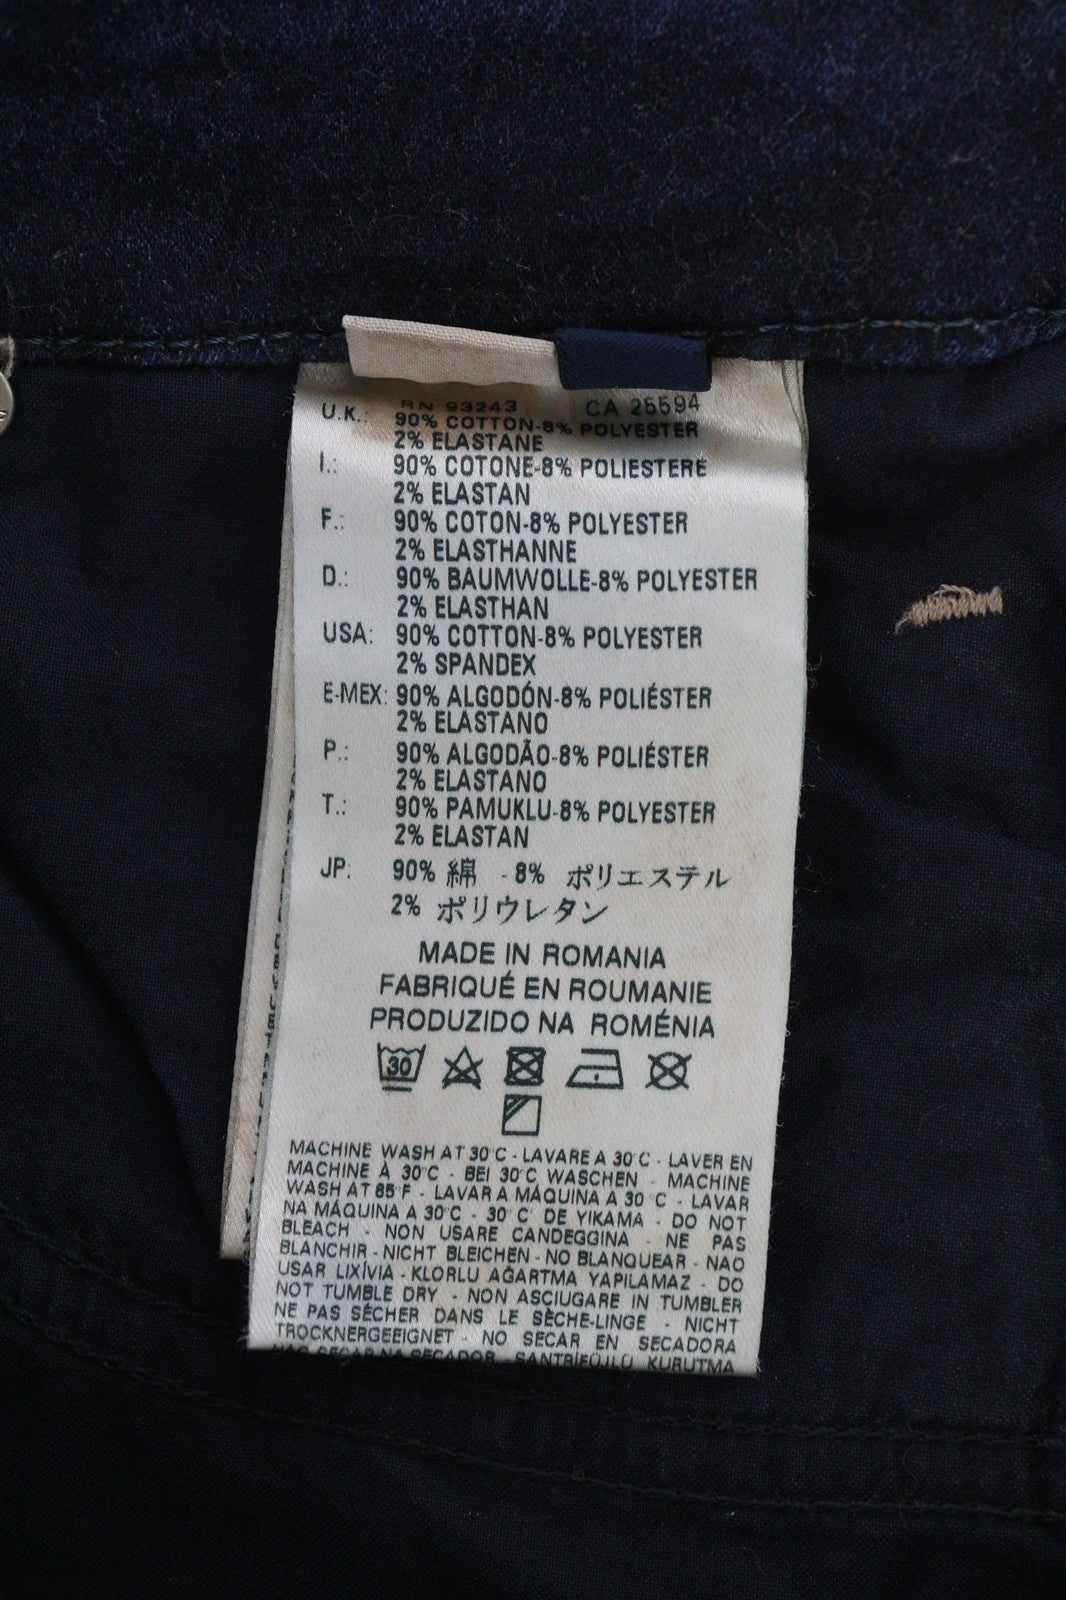 RN 93243 CA 25594
U.K.: 90% COTTON-8% POLYESTER
2% ELASTANE
I.: 90% COTONE-8% POLIESTERE
2% ELASTAN
F.: 90% COTON-8% POLYESTER
2% ELASTHANNE
D.: 90% BAUMWOLLE-8% POLYESTER
2% ELASTHAN
USA: 90% COTTON-8% POLYESTER
2% SPANDEX
E-MEX: 90% ALGODÓN-8% POLIÉSTER
2% ELASTANO
P.: 90% ALGODÃO-8% POLIÉSTER
2% ELASTANO
T.: 90% PAMUKLU-8% POLYESTER
2% ELASTAN
JP: 90% 綿 - 8% ポリエステル
2% ポリウレタン
MADE IN ROMANIA
FABRIQUÉ EN ROUMANIE
PRODUZIDO NA ROMÉNIA
30
MACHINE WASH AT 30°C - LAVARE A 30°C - LAVER EN
MACHINE À 30°C - BEI 30°C WASCHEN - MACHINE
WASH AT 85°F - LAVAR A MÁQUINA A 30 °C - LAVAR
NA MÁQUINA A 30°C - 30° C DE YIKAMA - DO NOT
BLEACH - NON USARE CANDEGGINA - NE PAS
BLANCHIR - NICHT BLEICHEN - NO BLANQUEAR - NAO
USAR LIXÍVIA - KLORLU AĞARTMA YAPILAMAZ - DO
NOT TUMBLE DRY - NON ASCIUGARE IN TUMBLER
NE PAS SÉCHER DANS LE SÈCHE-LINGE - NICHT
TROCKNERGEEIGNET - NO SECAR EN SECADORA
NAO SECAR NA SECADOR - SANTRİFÜJLÜ KURUTMA